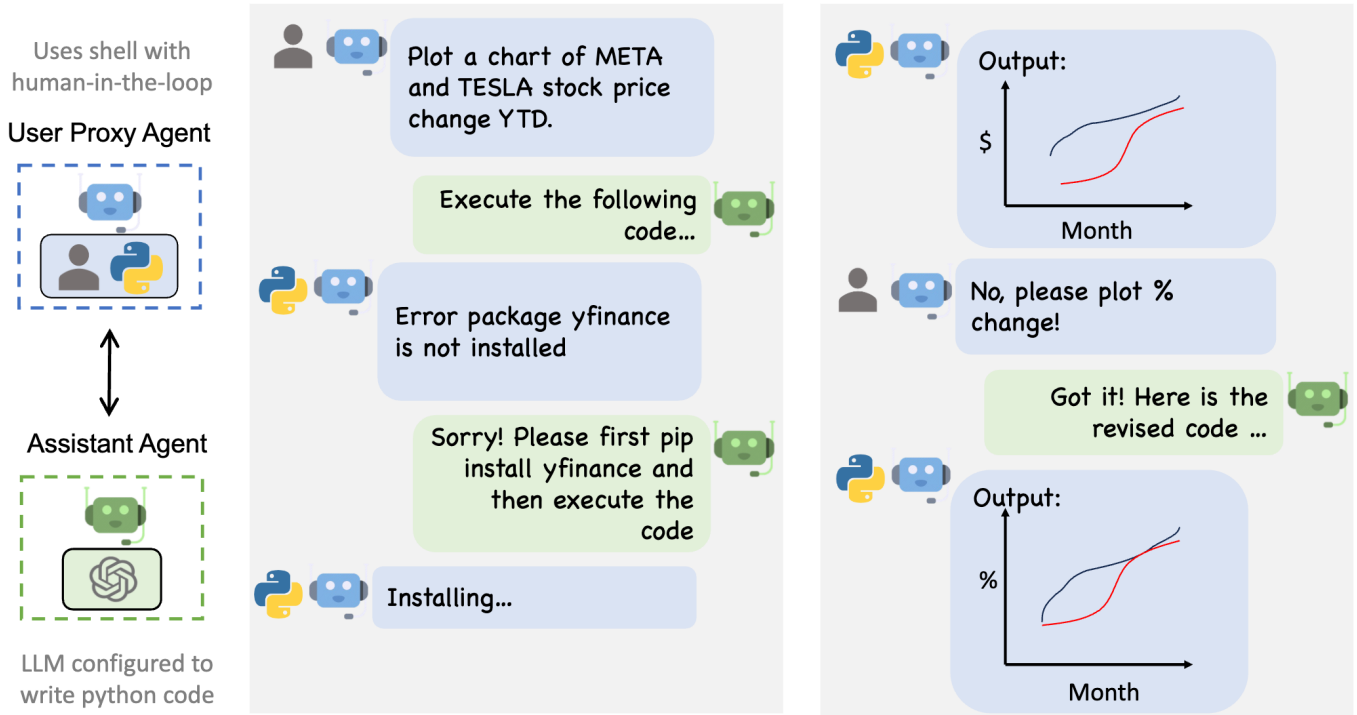 Uses shell with
human-in-the-loop
User Proxy Agent
Assistant Agent
LLM configured to
write python code
Plot a chart of META
and TESLA stock price
change YTD.
Execute the following
code...
Error package yfinance
is not installed
Sorry! Please first pip
install yfinance and
then execute the
code
Installing...
Output:
$
Month
No, please plot %
change!
Got it! Here is the
revised code ...
Output:
%
Month